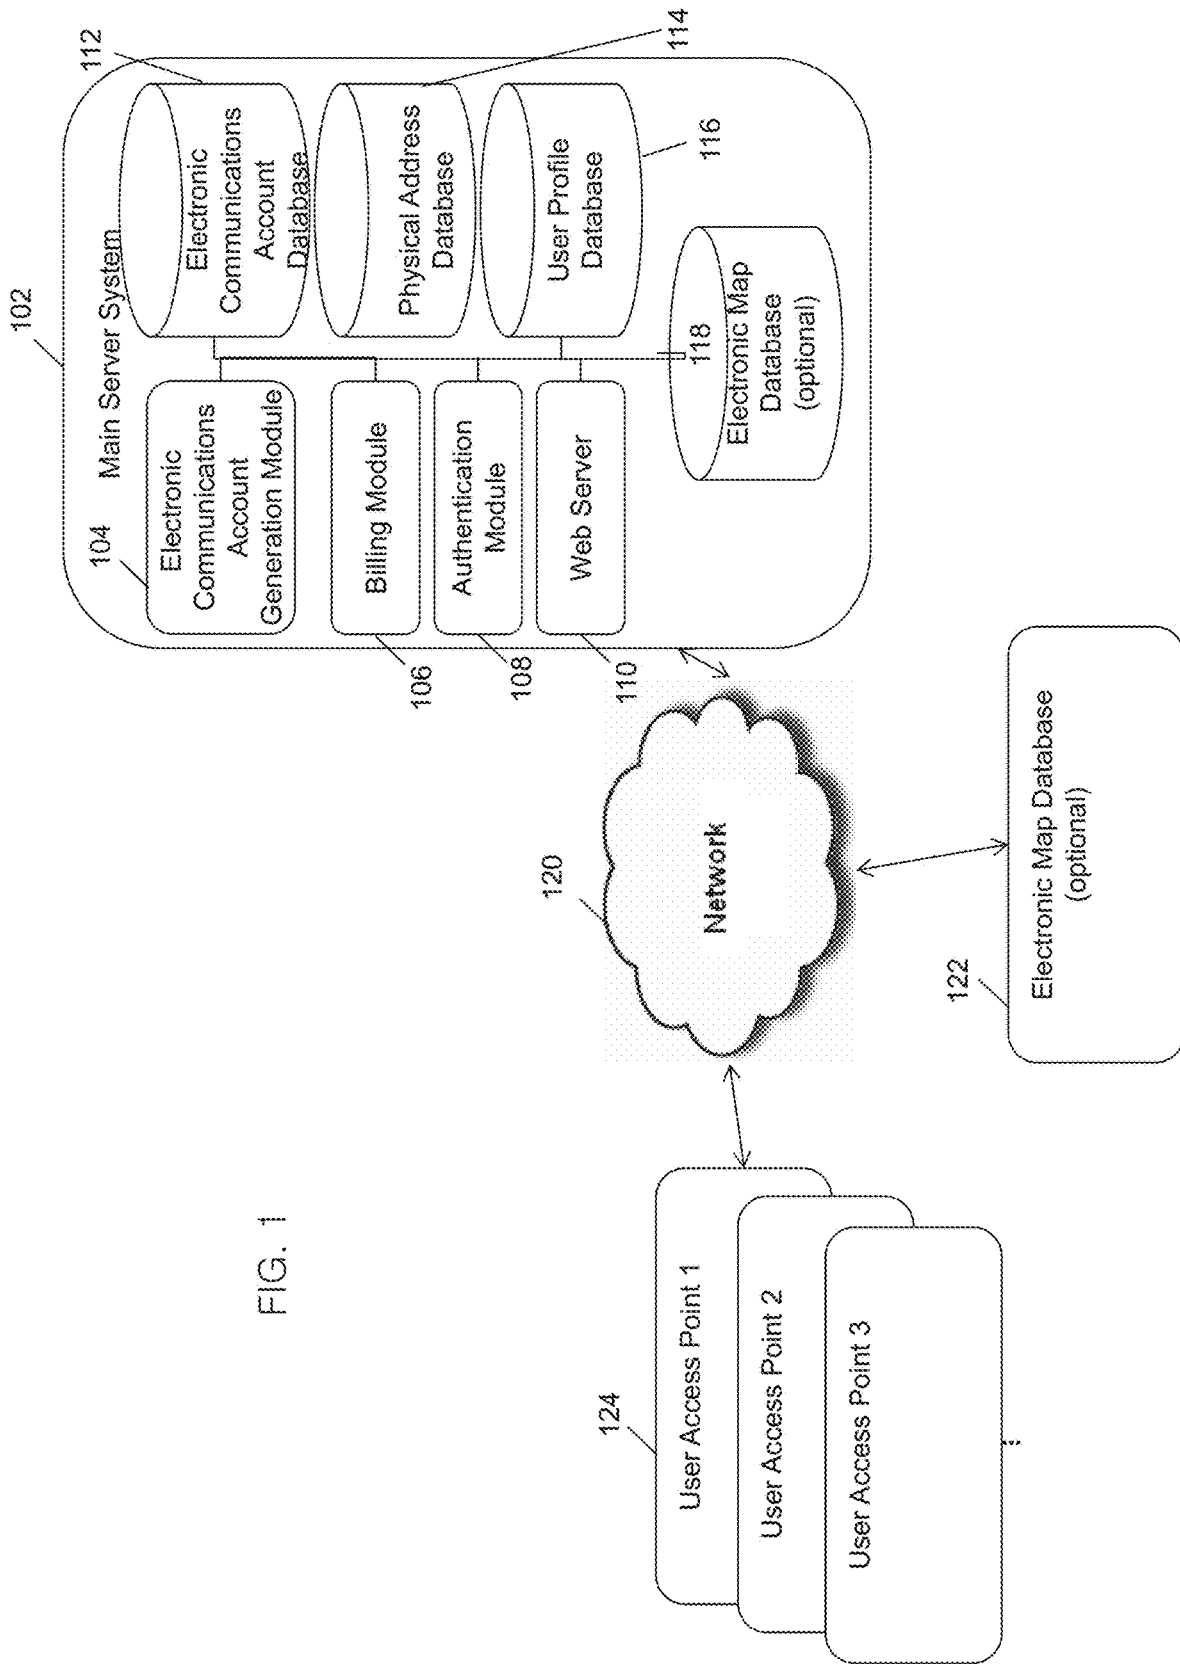 FIG. 1
102
Main Server System
104
Electronic
Communications
Account
Generation Module
112
Electronic
Communications
Account
Database
106
Billing Module
114
Physical Address
Database
108
Authentication
Module
116
User Profile
Database
110
Web Server
118
Electronic Map
Database
(optional)
120
Network
122
Electronic Map Database
(optional)
124
User Access Point 1
User Access Point 2
User Access Point 3
...